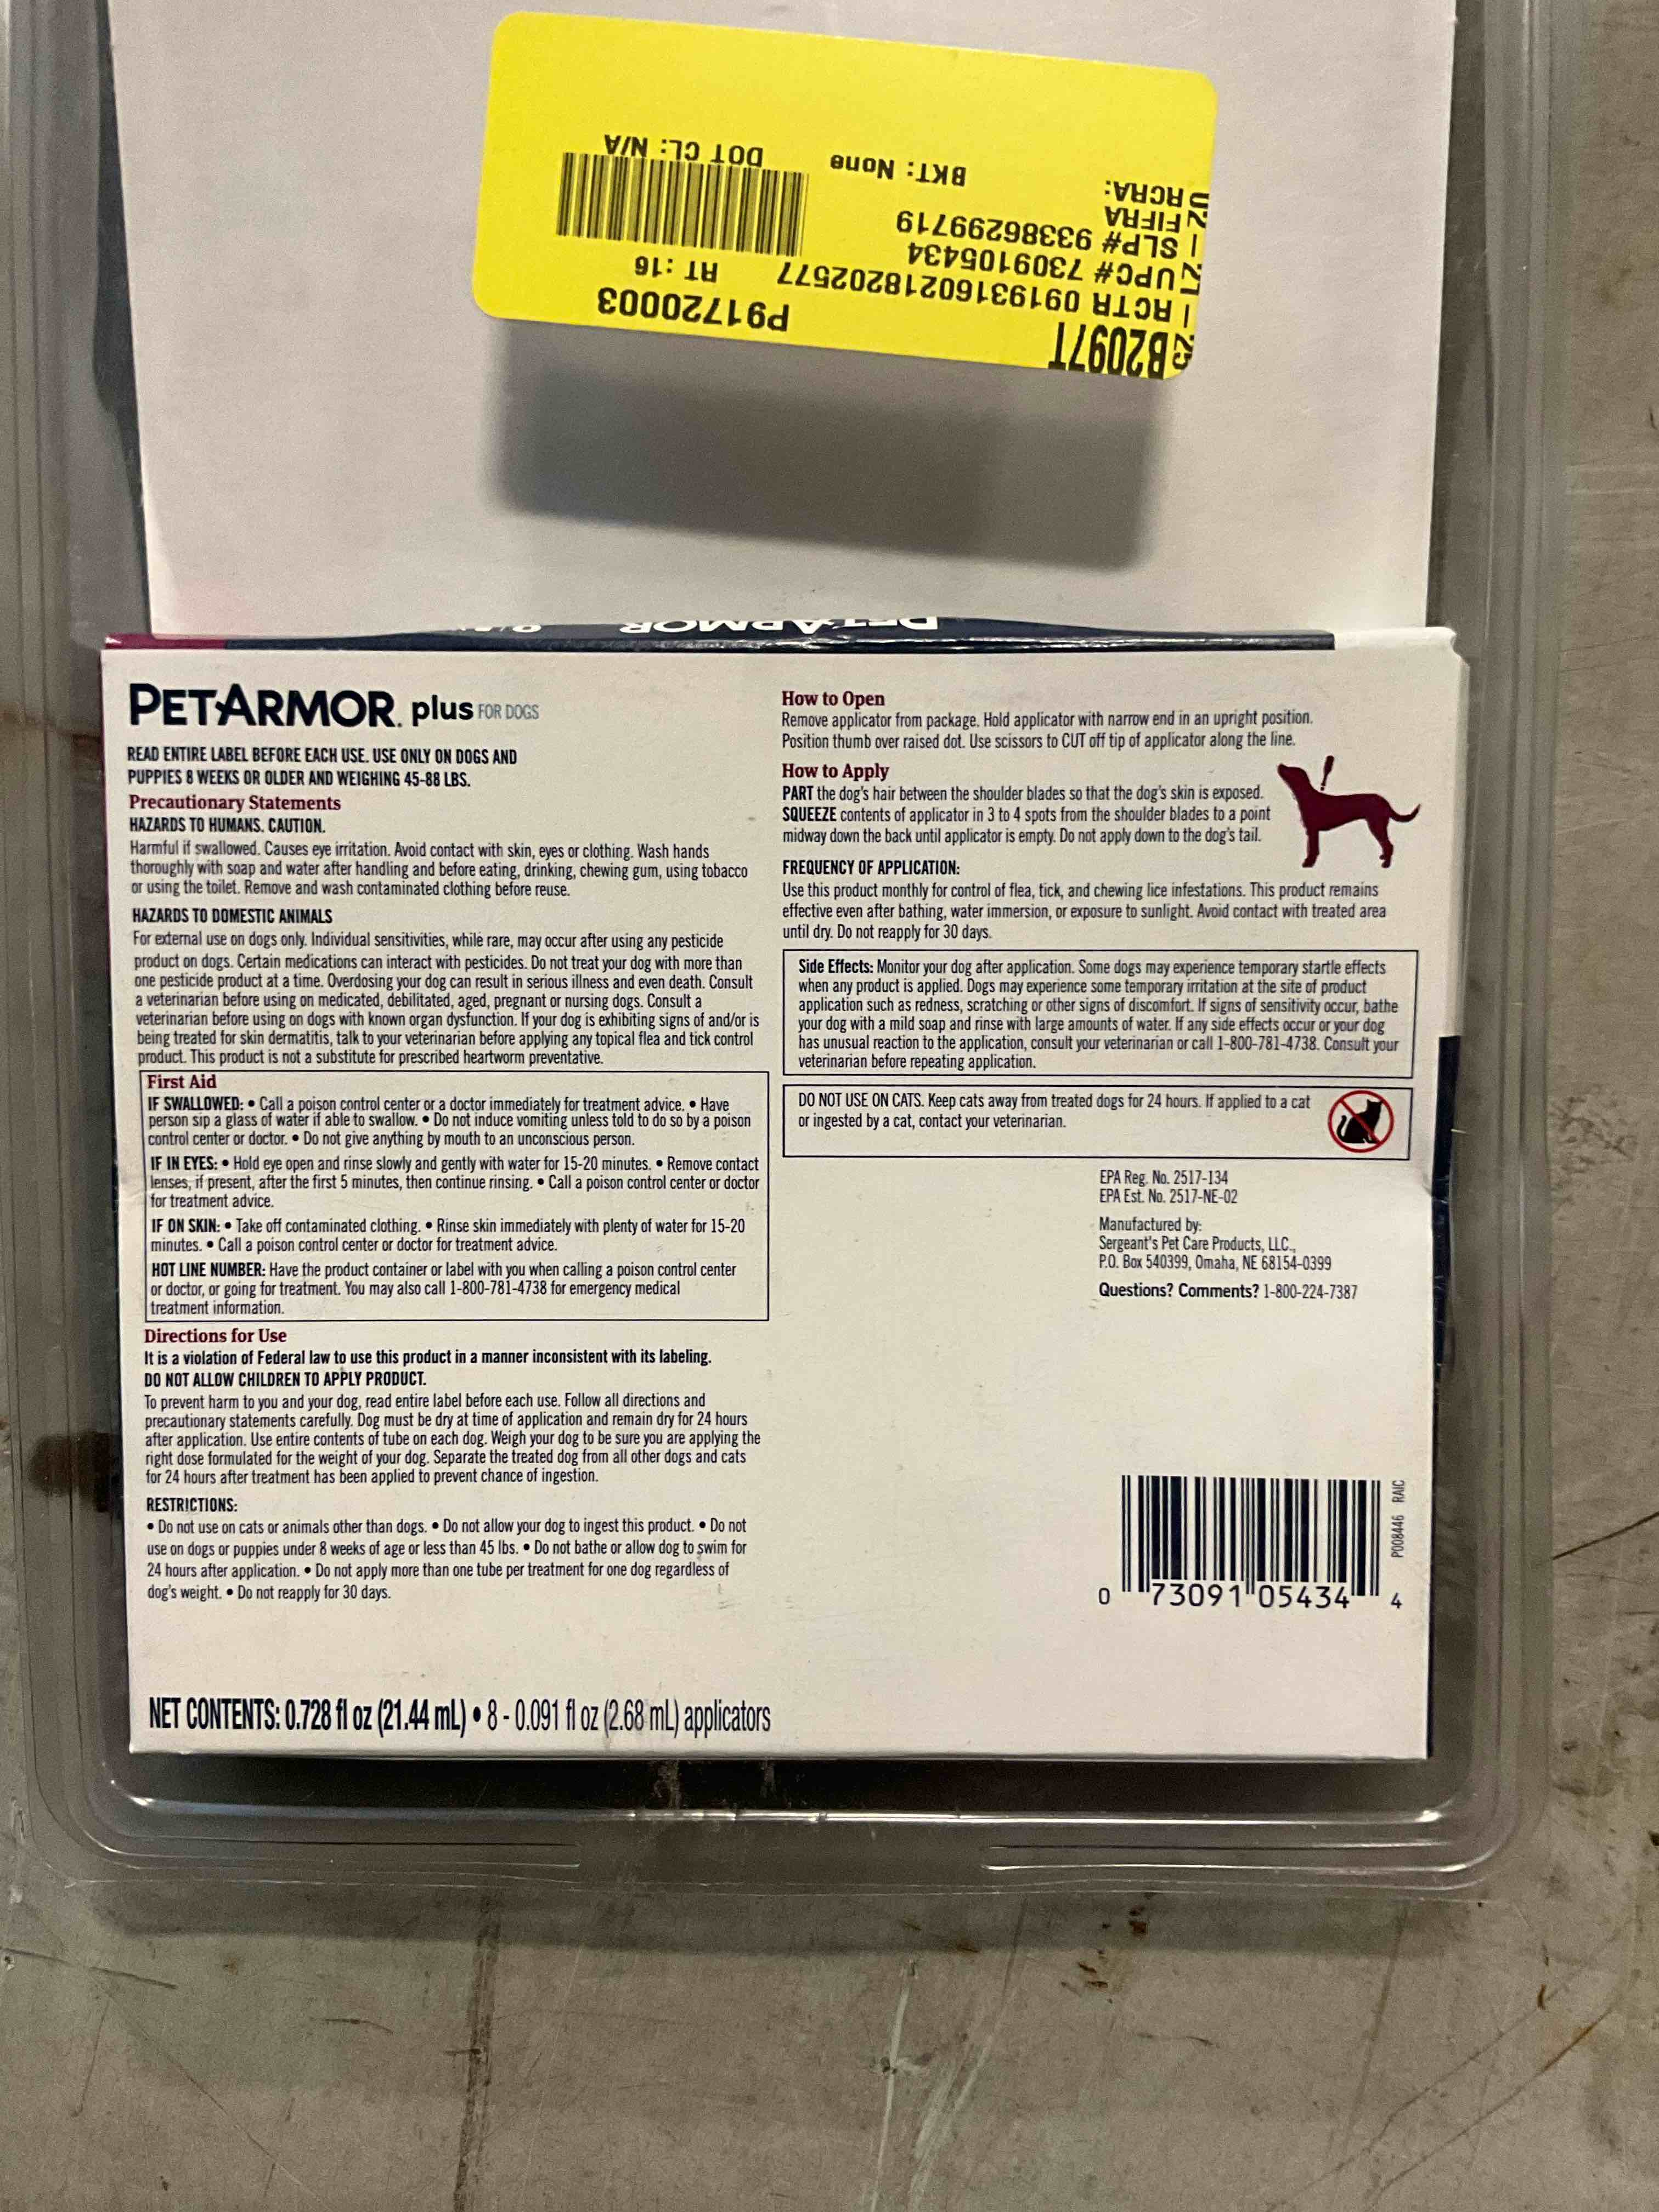 B2097T
P91720003
RCTR 0919316021820202577
RT :16
UPC# 7309105434
SLP# 93386299719
FIFRA
RCRA:
BKT: None
DOT CL: N/A
PETARMOR
PETARMOR. plus FOR DOGS
READ ENTIRE LABEL BEFORE EACH USE. USE ONLY ON DOGS AND
PUPPIES 8 WEEKS OR OLDER AND WEIGHING 45-88 LBS.
Precautionary Statements
HAZARDS TO HUMANS. CAUTION.
Harmful if swallowed. Causes eye irritation. Avoid contact with skin, eyes or clothing. Wash hands
thoroughly with soap and water after handling and before eating, drinking, chewing gum, using tobacco
or using the toilet. Remove and wash contaminated clothing before reuse.
HAZARDS TO DOMESTIC ANIMALS
For external use on dogs only. Individual sensitivities, while rare, may occur after using any pesticide
product on dogs. Certain medications can interact with pesticides. Do not treat your dog with more than
one pesticide product at a time. Overdosing your dog can result in serious illness and even death. Consult
a veterinarian before using on medicated, debilitated, aged, pregnant or nursing dogs. Consult a
veterinarian before using on dogs with known organ dysfunction. If your dog is exhibiting signs of and/or is
being treated for skin dermatitis, talk to your veterinarian before applying any topical flea and tick control
product. This product is not a substitute for prescribed heartworm preventative.
First Aid
IF SWALLOWED: • Call a poison control center or a doctor immediately for treatment advice. • Have
person sip a glass of water if able to swallow. • Do not induce vomiting unless told to do so by a poison
control center or doctor. • Do not give anything by mouth to an unconscious person.
IF IN EYES: • Hold eye open and rinse slowly and gently with water for 15-20 minutes. • Remove contact
lenses, if present, after the first 5 minutes, then continue rinsing. • Call a poison control center or doctor
for treatment advice.
IF ON SKIN: • Take off contaminated clothing. • Rinse skin immediately with plenty of water for 15-20
minutes. • Call a poison control center or doctor for treatment advice.
HOT LINE NUMBER: Have the product container or label with you when calling a poison control center
or doctor, or going for treatment. You may also call 1-800-781-4738 for emergency medical
treatment information.
Directions for Use
It is a violation of Federal law to use this product in a manner inconsistent with its labeling.
DO NOT ALLOW CHILDREN TO APPLY PRODUCT.
To prevent harm to you and your dog, read entire label before each use. Follow all directions and
precautionary statements carefully. Dog must be dry at time of application and remain dry for 24 hours
after application. Use entire contents of tube on each dog. Weigh your dog to be sure you are applying the
right dose formulated for the weight of your dog. Separate the treated dog from all other dogs and cats
for 24 hours after treatment has been applied to prevent chance of ingestion.
RESTRICTIONS:
• Do not use on cats or animals other than dogs. • Do not allow your dog to ingest this product. • Do not
use on dogs or puppies under 8 weeks of age or less than 45 lbs. • Do not bathe or allow dog to swim for
24 hours after application. • Do not apply more than one tube per treatment for one dog regardless of
dog's weight. • Do not reapply for 30 days.
NET CONTENTS: 0.728 fl oz (21.44 mL) • 8 - 0.091 fl oz (2.68 mL) applicators
How to Open
Remove applicator from package. Hold applicator with narrow end in an upright position.
Position thumb over raised dot. Use scissors to CUT off tip of applicator along the line.
How to Apply
PART the dog's hair between the shoulder blades so that the dog's skin is exposed.
SQUEEZE contents of applicator in 3 to 4 spots from the shoulder blades to a point
midway down the back until applicator is empty. Do not apply down to the dog's tail.
FREQUENCY OF APPLICATION:
Use this product monthly for control of flea, tick, and chewing lice infestations. This product remains
effective even after bathing, water immersion, or exposure to sunlight. Avoid contact with treated area
until dry. Do not reapply for 30 days.
Side Effects: Monitor your dog after application. Some dogs may experience temporary startle effects
when any product is applied. Dogs may experience some temporary irritation at the site of product
application such as redness, scratching or other signs of discomfort. If signs of sensitivity occur, bathe
your dog with a mild soap and rinse with large amounts of water. If any side effects occur or your dog
has unusual reaction to the application, consult your veterinarian or call 1-800-781-4738. Consult your
veterinarian before repeating application.
DO NOT USE ON CATS. Keep cats away from treated dogs for 24 hours. If applied to a cat
or ingested by a cat, contact your veterinarian.
EPA Reg. No. 2517-134
EPA Est. No. 2517-NE-02
Manufactured by:
Sergeant's Pet Care Products, LLC.,
P.O. Box 540399, Omaha, NE 68154-0399
Questions? Comments? 1-800-224-7387
P008446 RAIC
0 73091 05434 4